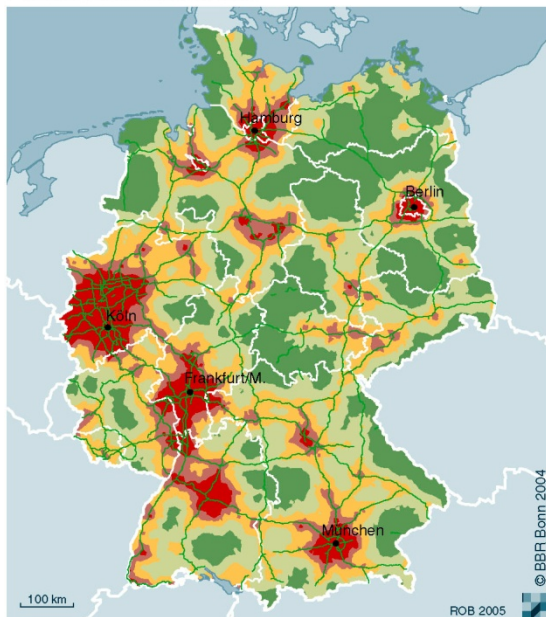 Hamburg
Berlin
Köln
Frankfurt/M.
München
100 km
ROB 2005
© BBR Bonn 2004